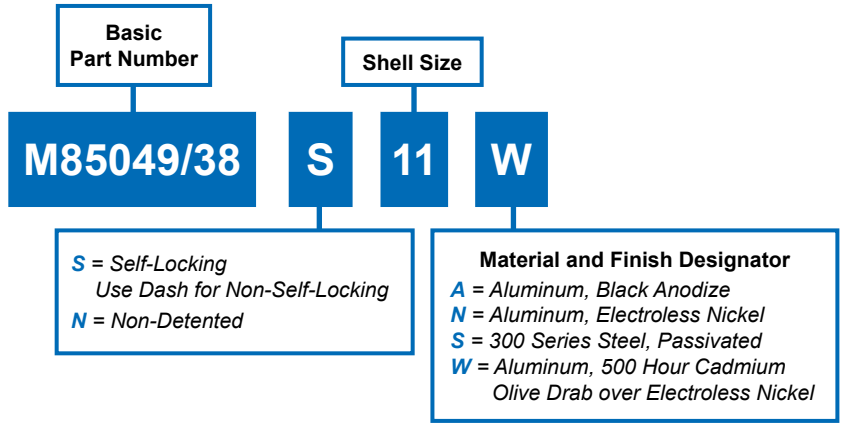 Basic
Part Number
Shell Size
M85049/38 S 11 W
S = Self-Locking
Use Dash for Non-Self-Locking
N = Non-Detented
Material and Finish Designator
A = Aluminum, Black Anodize
N = Aluminum, Electroless Nickel
S = 300 Series Steel, Passivated
W = Aluminum, 500 Hour Cadmium
Olive Drab over Electroless Nickel